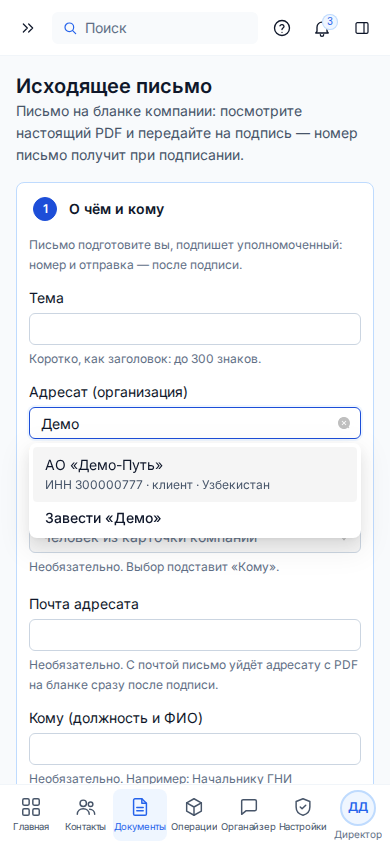 Поиск
3
Исходящее письмо
Письмо на бланке компании: посмотрите
настоящий PDF и передайте на подпись — номер
письмо получит при подписании.
1 О чём и кому
Письмо подготовите вы, подпишет уполномоченный:
номер и отправка — после подписи.
Тема
Коротко, как заголовок: до 300 знаков.
Адресат (организация)
Демо
АО «Демо-Путь»
ИНН 300000777 · клиент · Узбекистан
Завести «Демо»
Человек из карточки компании
Необязательно. Выбор подставит «Кому».
Почта адресата
Необязательно. С почтой письмо уйдёт адресату с PDF
на бланке сразу после подписи.
Кому (должность и ФИО)
Необязательно. Например: Начальнику ГНИ
Главная Контакты Документы Операции Органайзер Настройки
ДД
Директор